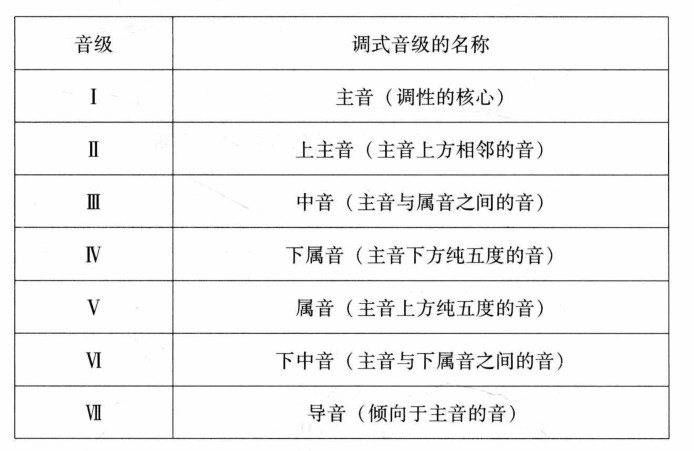 音级 调式音级的名称
Ⅰ 主音（调性的核心）
Ⅱ 上主音（主音上方相邻的音）
Ⅲ 中音（主音与属音之间的音）
Ⅳ 下属音（主音下方纯五度的音）
Ⅴ 属音（主音上方纯五度的音）
Ⅵ 下中音（主音与下属音之间的音）
Ⅶ 导音（倾向于主音的音）